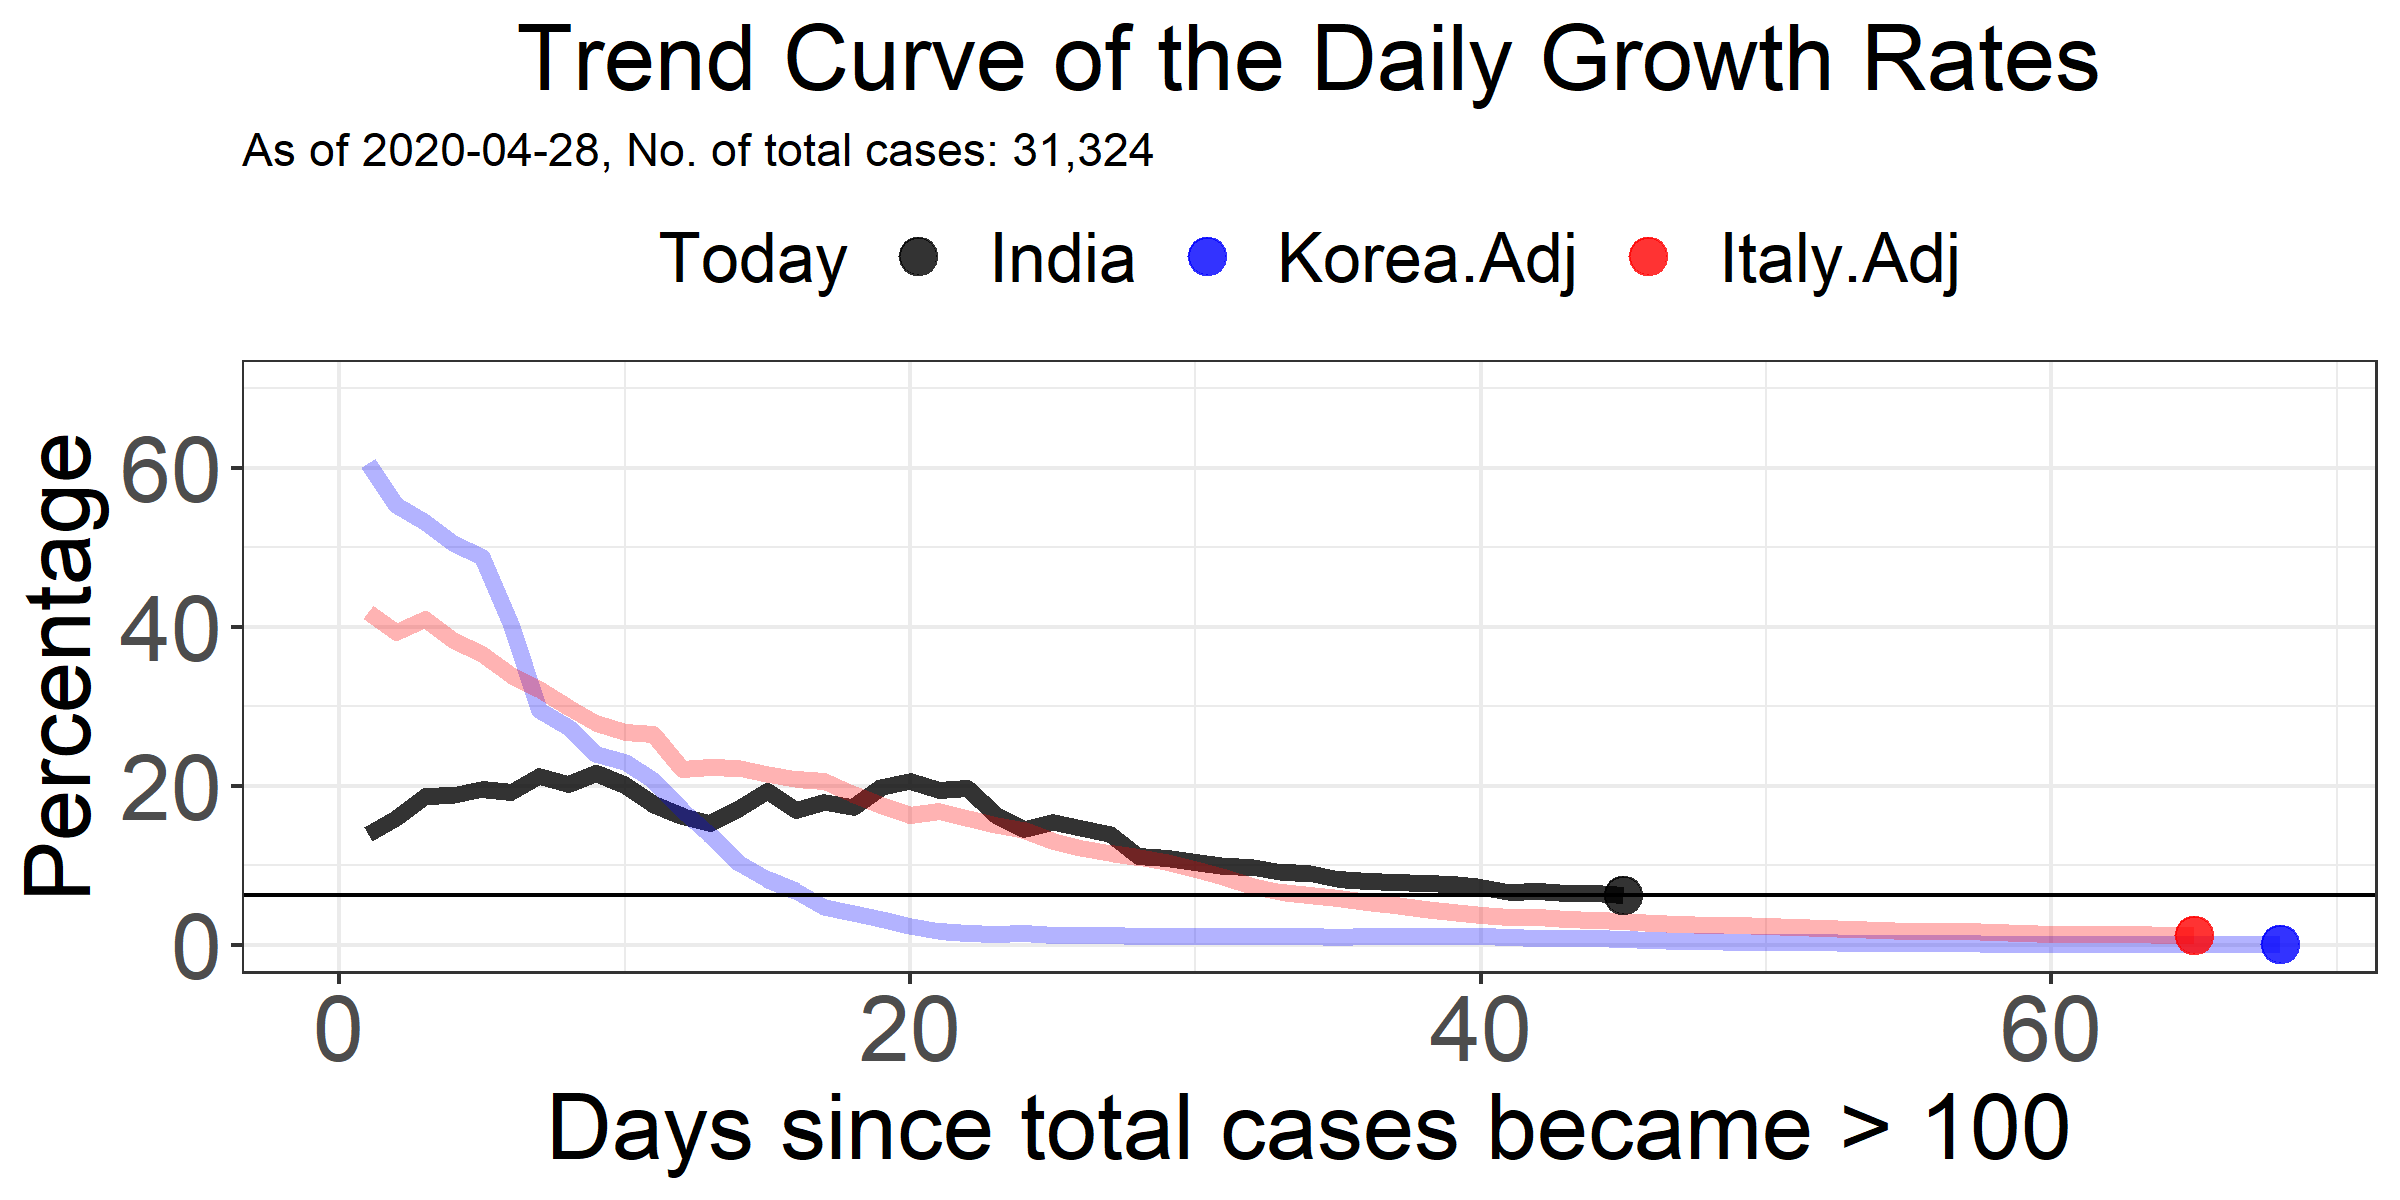 Trend Curve of the Daily Growth Rates
As of 2020-04-28, No. of total cases: 31,324
Today India Korea.Adj Italy.Adj
Percentage
60
40
20
0
0 20 40 60
Days since total cases became > 100